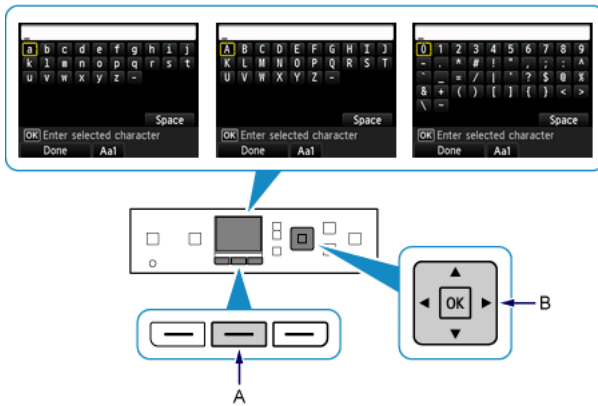 a b c d e f g h i j
k l m n o p q r s t
u v w x y z -
Space
OK Enter selected character
Done Aa1
A B C D E F G H I J
K L M N O P Q R S T
U V W X Y Z -
Space
OK Enter selected character
Done Aa1
0 1 2 3 4 5 6 7 8 9
- . * # ! " , ; : ^
` _ = / | ' ? $ @ %
& + ( ) [ ] { } < >
\ ~
Space
OK Enter selected character
Done Aa1
OK
B
A